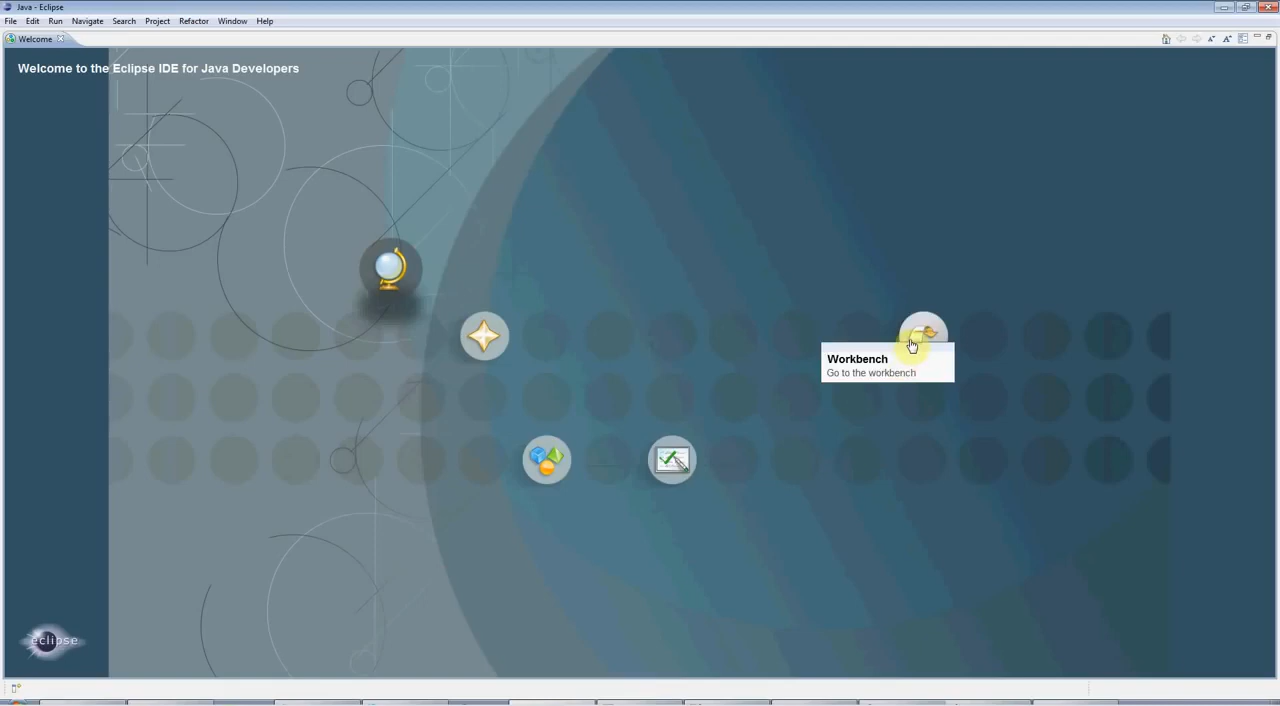 Java - Eclipse
File Edit Run Navigate Search Project Refactor Window Help
Welcome
Welcome to the Eclipse IDE for Java Developers
Workbench
Go to the workbench
eclipse